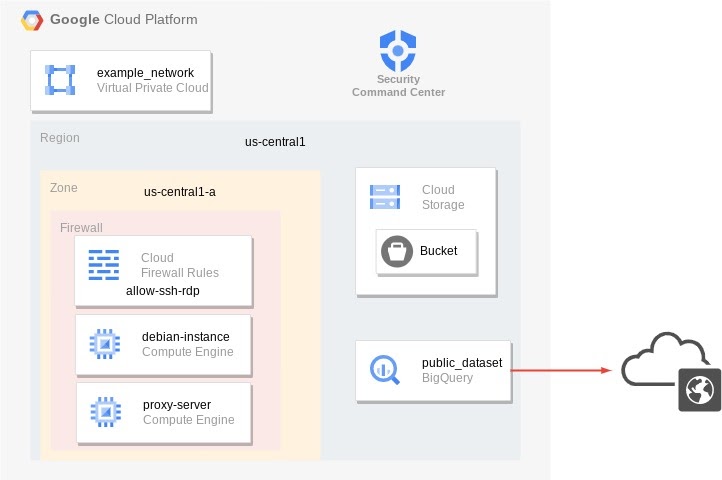 Google Cloud Platform
example_network
Virtual Private Cloud
Security
Command Center
Region
us-central1
Zone
us-central1-a
Firewall
Cloud
Firewall Rules
allow-ssh-rdp
debian-instance
Compute Engine
proxy-server
Compute Engine
Cloud
Storage
Bucket
public_dataset
BigQuery